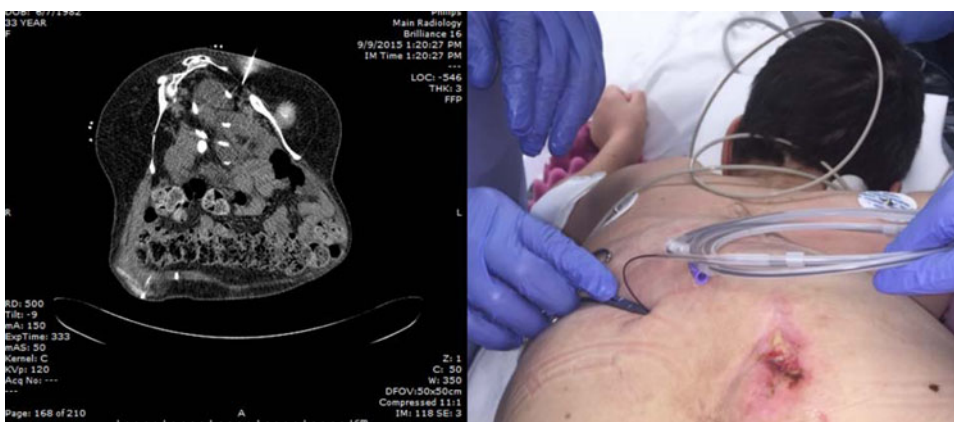 DOB: 6/7/1982
33 YEAR
F
Philips
Main Radiology
Brilliance 16
9/9/2015 1:20:27 PM
IM Time 1:20:27 PM
---
LOC: -546
THK: 3
FFP
R
L
RD: 500
Tilt: -9
mA: 150
ExpTime: 333
mAS: 50
Kernel: C
KVp: 120
Acq No: ---
---
Page: 168 of 210
A
Z: 1
C: 50
W: 350
DFOV:50x50cm
Compressed 11:1
IM: 118 SE: 3